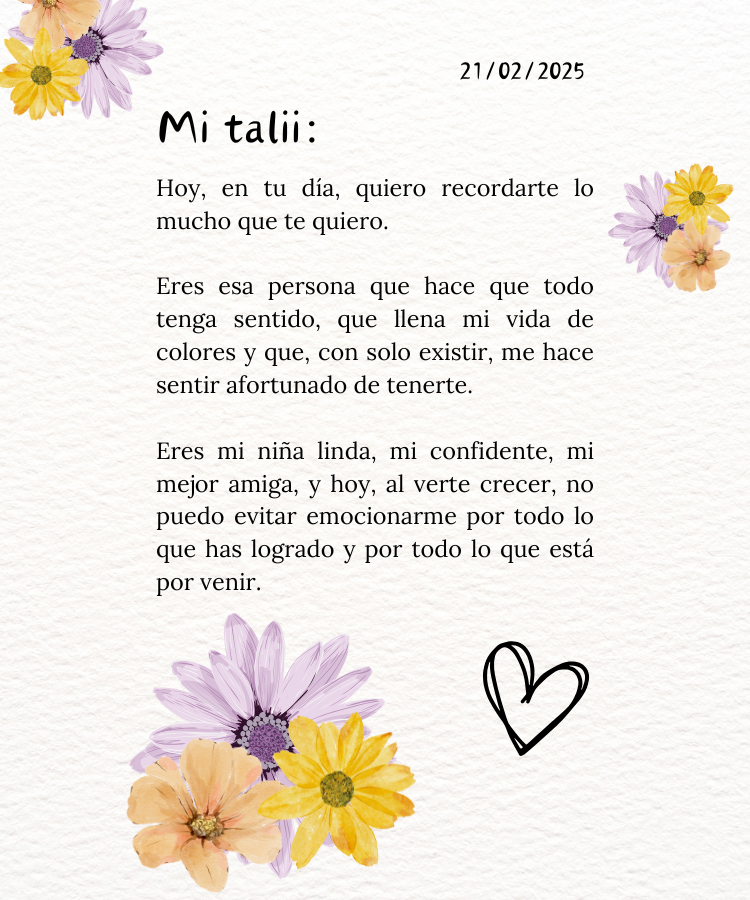 21/02/2025
Mi talii:
Hoy, en tu día, quiero recordarte lo
mucho que te quiero.
Eres esa persona que hace que todo
tenga sentido, que llena mi vida de
colores y que, con solo existir, me hace
sentir afortunado de tenerte.
Eres mi niña linda, mi confidente, mi
mejor amiga, y hoy, al verte crecer, no
puedo evitar emocionarme por todo lo
que has logrado y por todo lo que está
por venir.